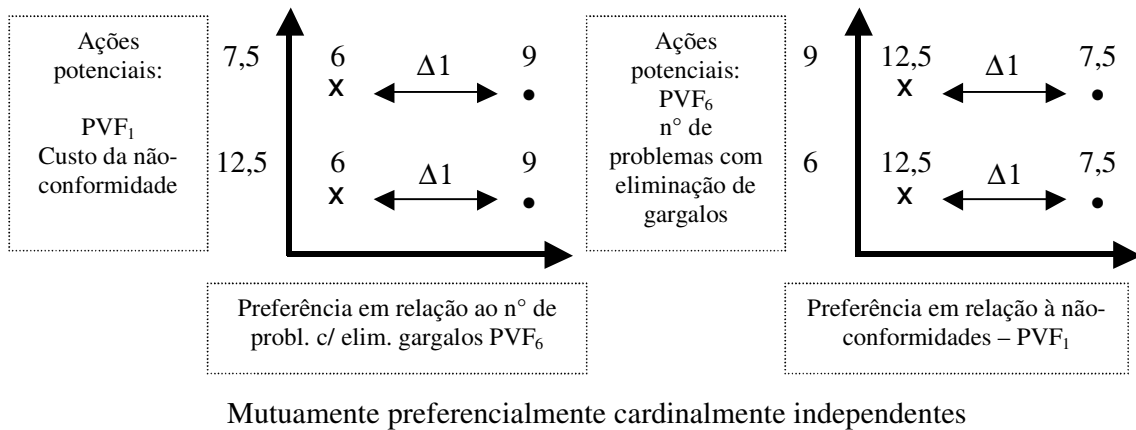 Ações
potenciais:
PVF₁
Custo da não-
conformidade
7,5
6
x
Δ1
9
12,5
6
x
Δ1
9
Preferência em relação ao n° de
probl. c/ elim. gargalos PVF₆
Ações
potenciais:
PVF₆
n° de
problemas com
eliminação de
gargalos
9
12,5
x
Δ1
7,5
6
12,5
x
Δ1
7,5
Preferência em relação à não-
conformidades – PVF₁
Mutuamente preferencialmente cardinalmente independentes